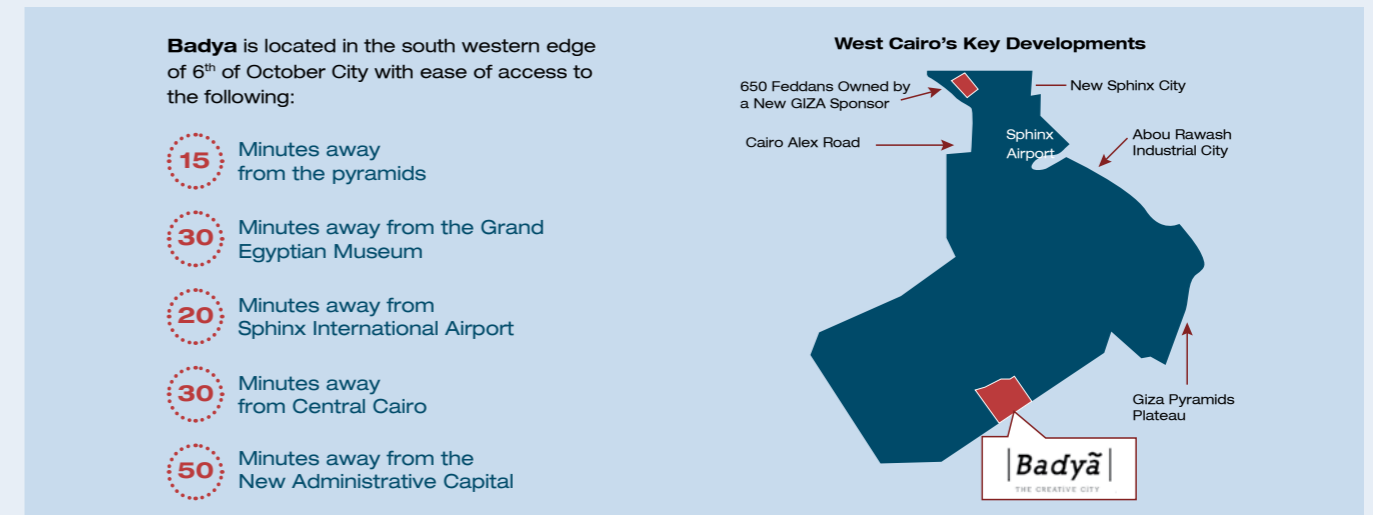 Badya is located in the south western edge
of 6th of October City with ease of access to
the following:
15
Minutes away
from the pyramids
30
Minutes away from the Grand
Egyptian Museum
20
Minutes away from
Sphinx International Airport
30
Minutes away
from Central Cairo
50
Minutes away from the
New Administrative Capital
West Cairo's Key Developments
650 Feddans Owned by
a New GIZA Sponsor
New Sphinx City
Cairo Alex Road
Sphinx
Airport
Abou Rawash
Industrial City
Giza Pyramids
Plateau
Badyã
THE CREATIVE CITY